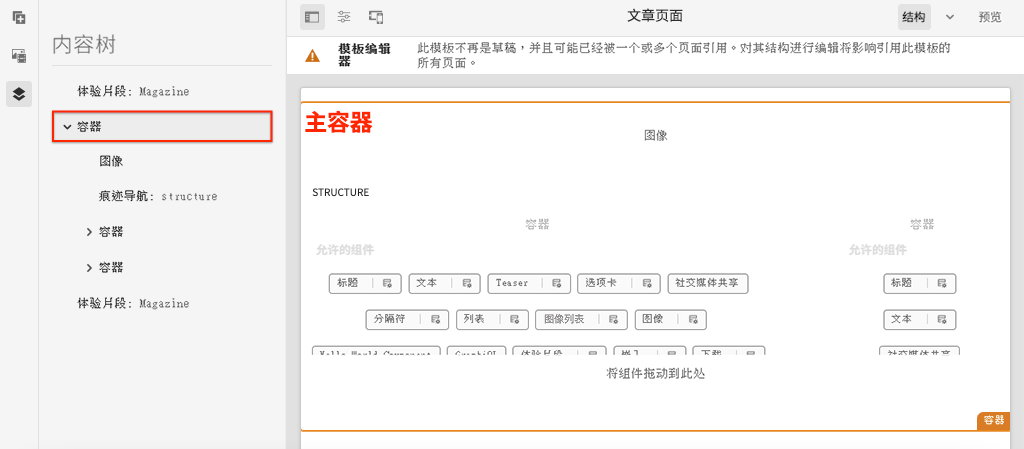 文章页面
结构
预览
模板编辑器
此模板不再是草稿，并且可能已经被一个或多个页面引用。对其结构进行编辑将影响引用此模板的
所有页面。
内容树
体验片段: Magazine
容器
图像
痕迹导航: structure
容器
容器
体验片段: Magazine
主容器
图像
STRUCTURE
容器
容器
允许的组件
允许的组件
标题 文本 Teaser 选项卡 社交媒体共享
标题
分隔符 列表 图像列表 图像
文本
Hello World Component GraphiQL 体验片段 嵌入 下载
社交媒体共享
将组件拖动到此处
容器